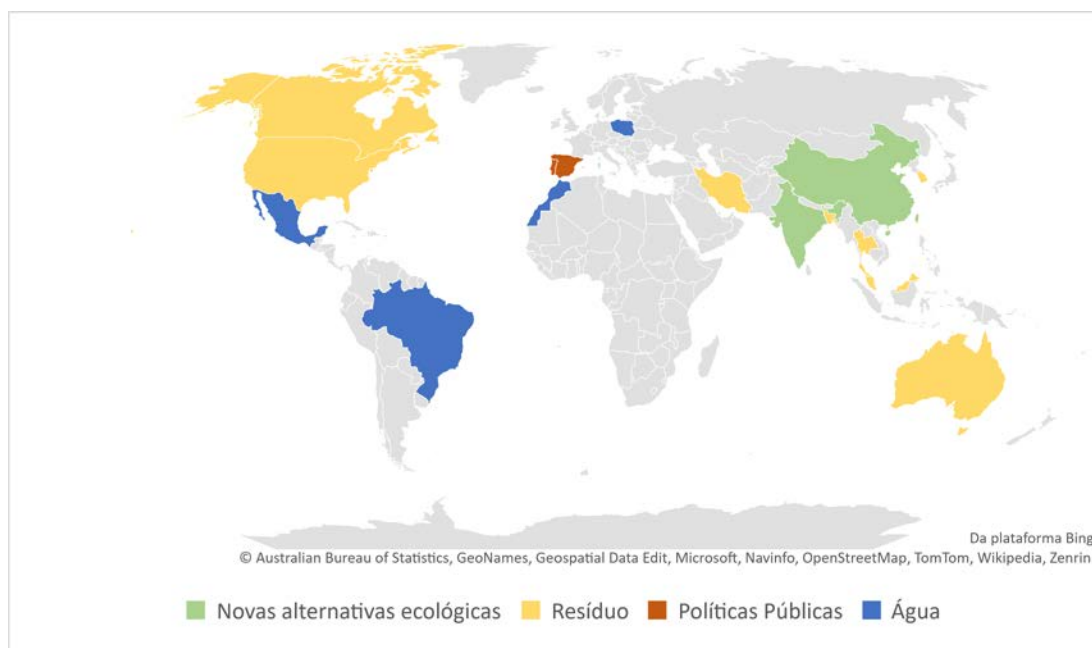 Da plataforma Bing
© Australian Bureau of Statistics, GeoNames, Geospatial Data Edit, Microsoft, Navinfo, OpenStreetMap, TomTom, Wikipedia, Zenrin
Novas alternativas ecológicas Resíduo Políticas Públicas Água